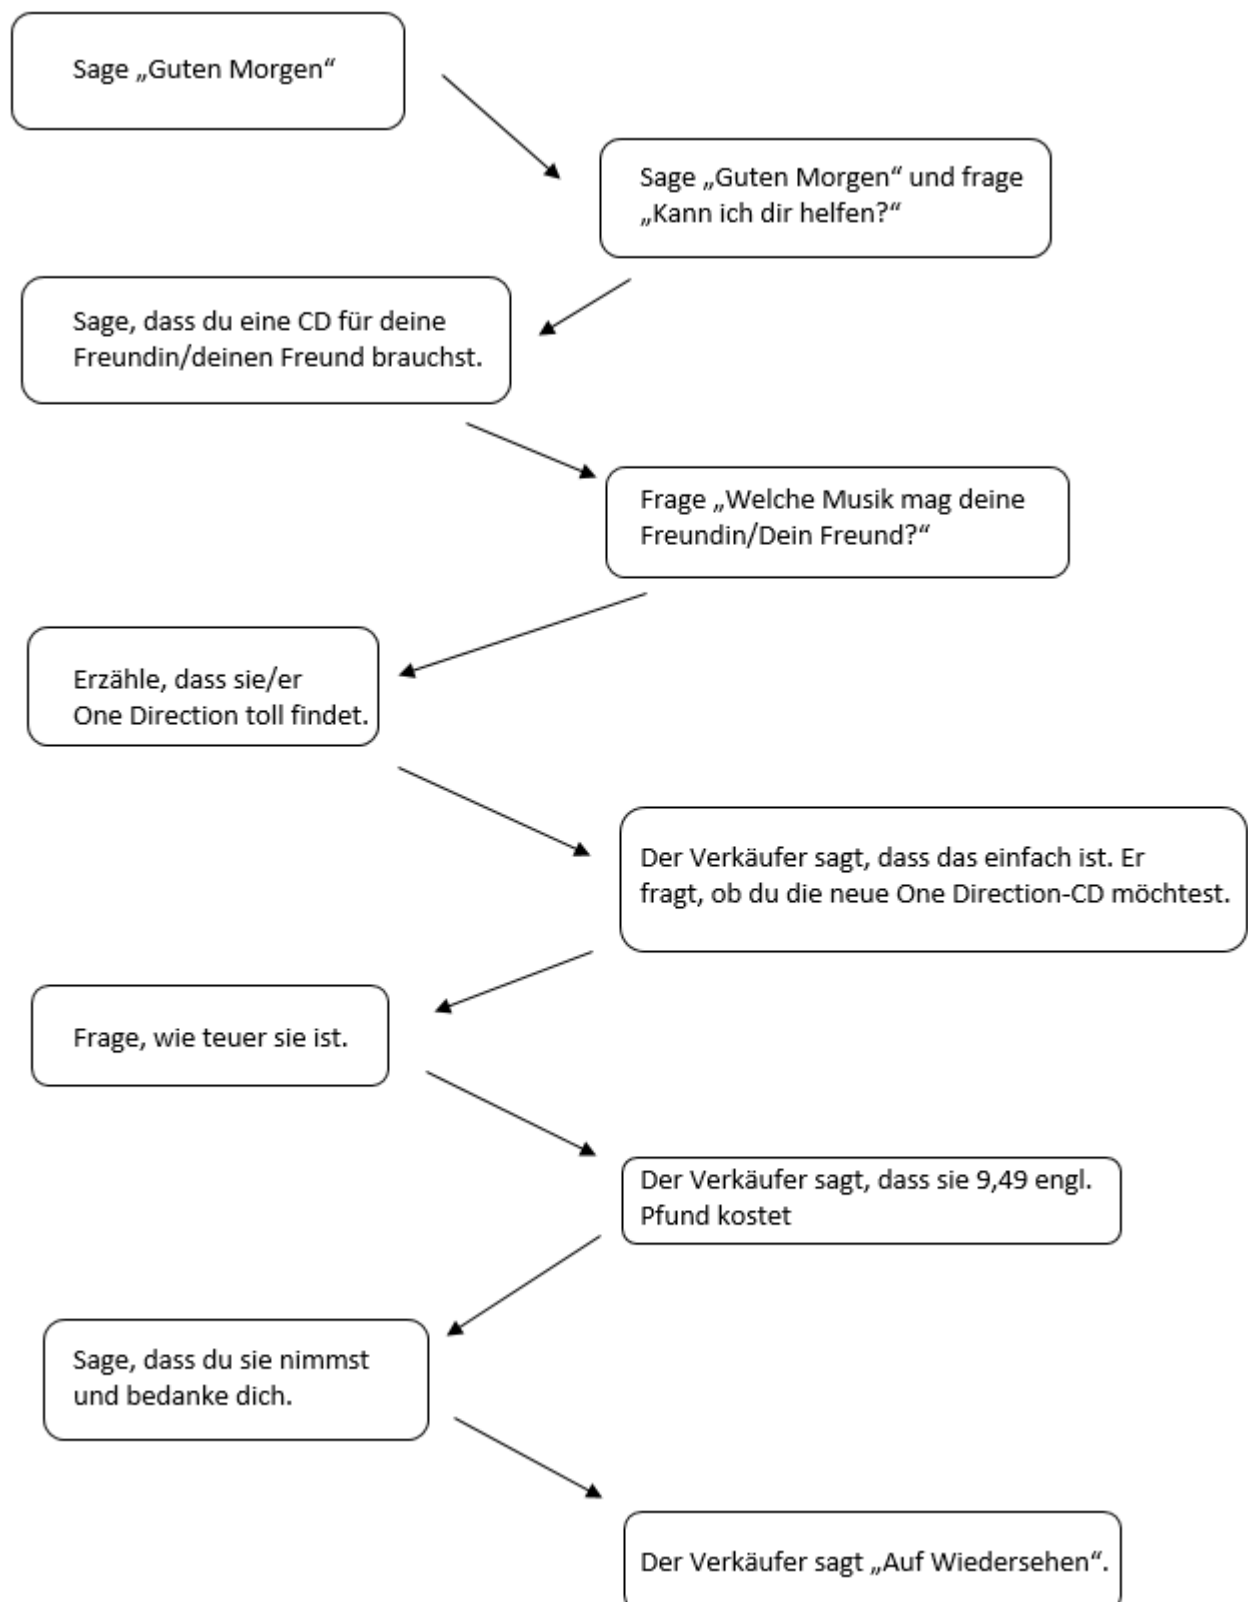 Sage „Guten Morgen“
Sage „Guten Morgen“ und frage
„Kann ich dir helfen?“
Sage, dass du eine CD für deine
Freundin/deinen Freund brauchst.
Frage „Welche Musik mag deine
Freundin/Dein Freund?“
Erzähle, dass sie/er
One Direction toll findet.
Der Verkäufer sagt, dass das einfach ist. Er
fragt, ob du die neue One Direction-CD möchtest.
Frage, wie teuer sie ist.
Der Verkäufer sagt, dass sie 9,49 engl.
Pfund kostet
Sage, dass du sie nimmst
und bedanke dich.
Der Verkäufer sagt „Auf Wiedersehen“.